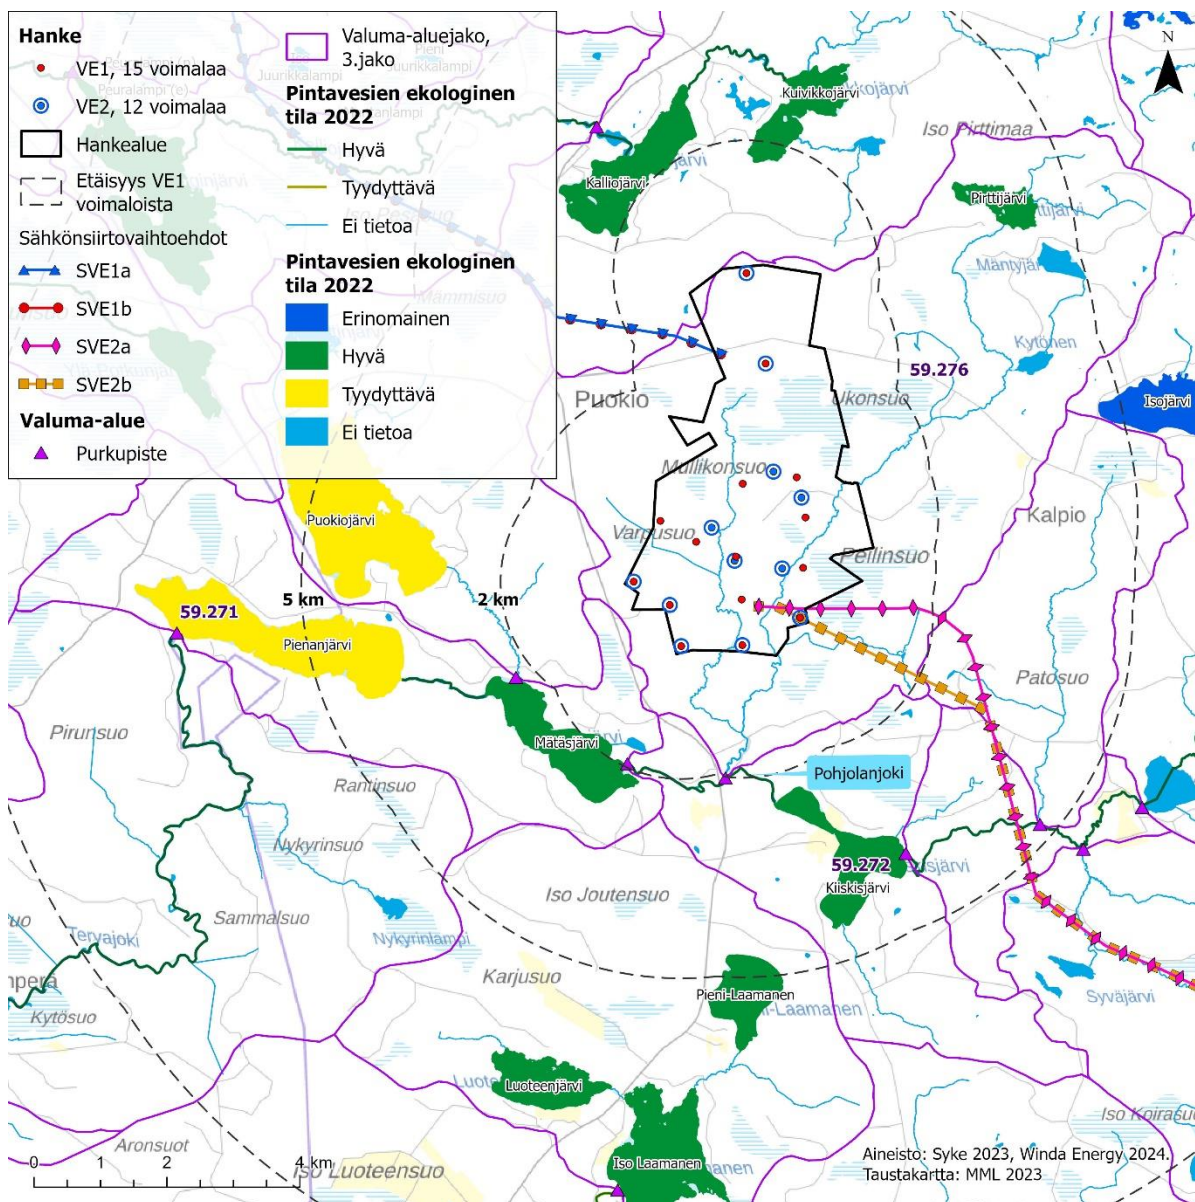 Hanke
VE1, 15 voimalaa
VE2, 12 voimalaa
Hankealue
Etäisyys VE1
voimaloista
Sähkönsiirtovaihtoehdot
SVE1a
SVE1b
SVE2a
SVE2b
Valuma-alue
Purkupiste
Valuma-aluejako,
3.jako
Pintavesien ekologinen
tila 2022
Hyvä
Tyydyttävä
Ei tietoa
Pintavesien ekologinen
tila 2022
Erinomainen
Hyvä
Tyydyttävä
Ei tietoa
N
Kuivikkojärvi
Iso Pirttimaa
Kalliojärvi
Pirttijärvi
Kytönen
59.276
Isojärvi
Puokio
Ukonsuo
Mullikonsuo
Puokiojärvi
Varpusuo
Kalpio
Peilinsuo
59.271
5 km
2 km
Pienanjärvi
Patosuo
Pirunsuo
Mätäsjärvi
Rantinsuo
Pohjolanjoki
Nykyrinsuo
59.272
Kiiskisjärvi
Iso Joutensuo
Sammalsuo
Tervajoki
Nykyrinlampi
Karjusuo
Pieni-Laamanen
Syväjärvi
Kytösuo
Luoteenjärvi
Iso Koirasuo
Aronsuot
Iso Laamanen
Iso Luoteensuo
0 1 2 4 km
Aineisto: Syke 2023, Winda Energy 2024.
Taustakartta: MML 2023